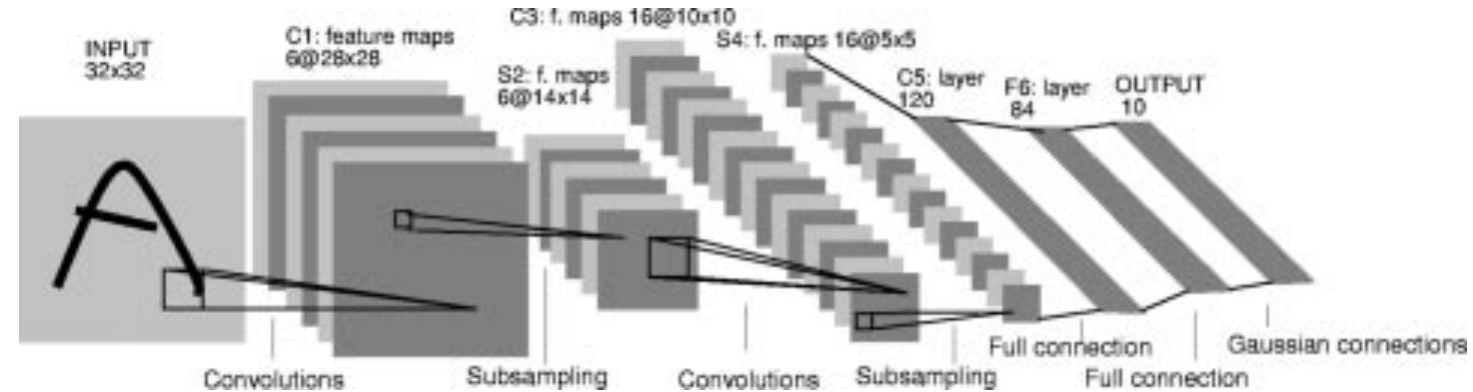 INPUT
32x32
C1: feature maps
6@28x28
S2: f. maps
6@14x14
C3: f. maps 16@10x10
S4: f. maps 16@5x5
C5: layer
120
F6: layer
84
OUTPUT
10
Convolutions
Subsampling
Convolutions
Subsampling
Full connection
Full connection
Gaussian connections